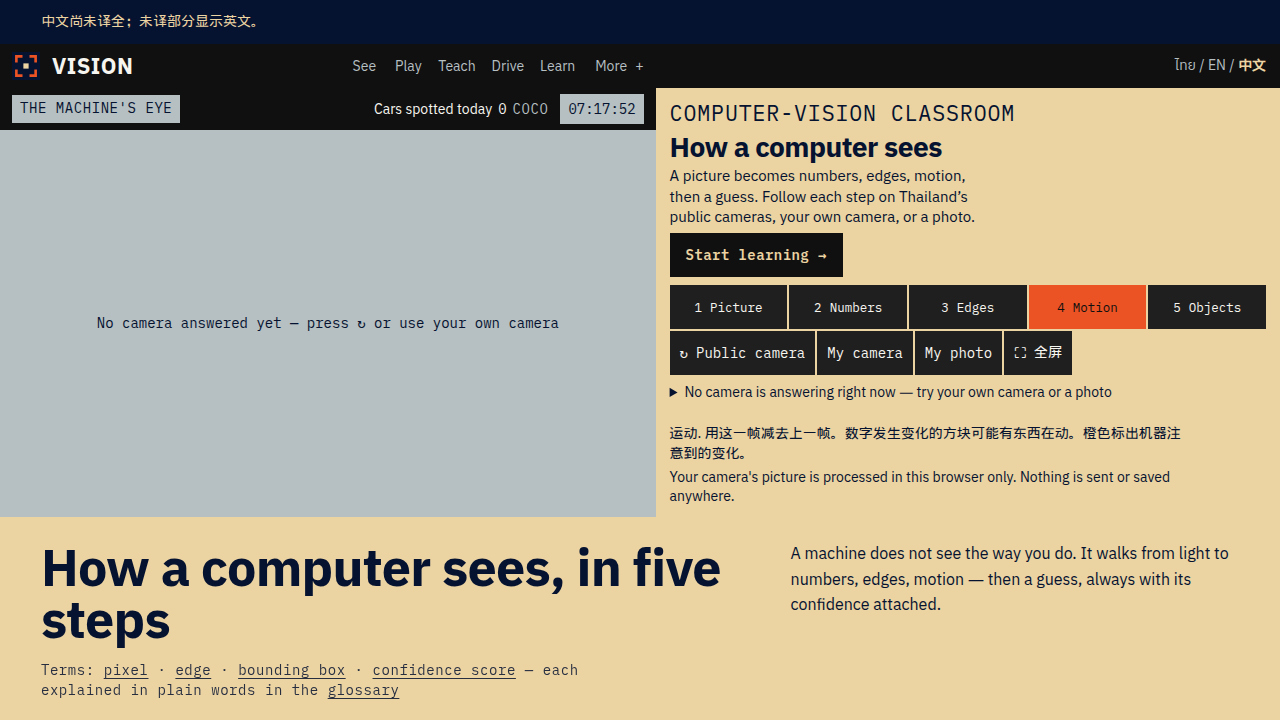 中文尚未译全；未译部分显示英文。
VISION
See Play Teach Drive Learn More +
ไทย / EN / 中文
THE MACHINE'S EYE
Cars spotted today 0 COCO 07:17:52
No camera answered yet — press ↻ or use your own camera
COMPUTER-VISION CLASSROOM
How a computer sees
A picture becomes numbers, edges, motion,
then a guess. Follow each step on Thailand’s
public cameras, your own camera, or a photo.
Start learning →
1 Picture 2 Numbers 3 Edges 4 Motion 5 Objects
↻ Public camera My camera My photo ⛶ 全屏
▶ No camera is answering right now — try your own camera or a photo
运动. 用这一帧减去上一帧。数字发生变化的方块可能有东西在动。橙色标出机器注
意到的变化。
Your camera's picture is processed in this browser only. Nothing is sent or saved
anywhere.
How a computer sees, in five
steps
Terms: pixel · edge · bounding box · confidence score — each
explained in plain words in the glossary
A machine does not see the way you do. It walks from light to
numbers, edges, motion — then a guess, always with its
confidence attached.